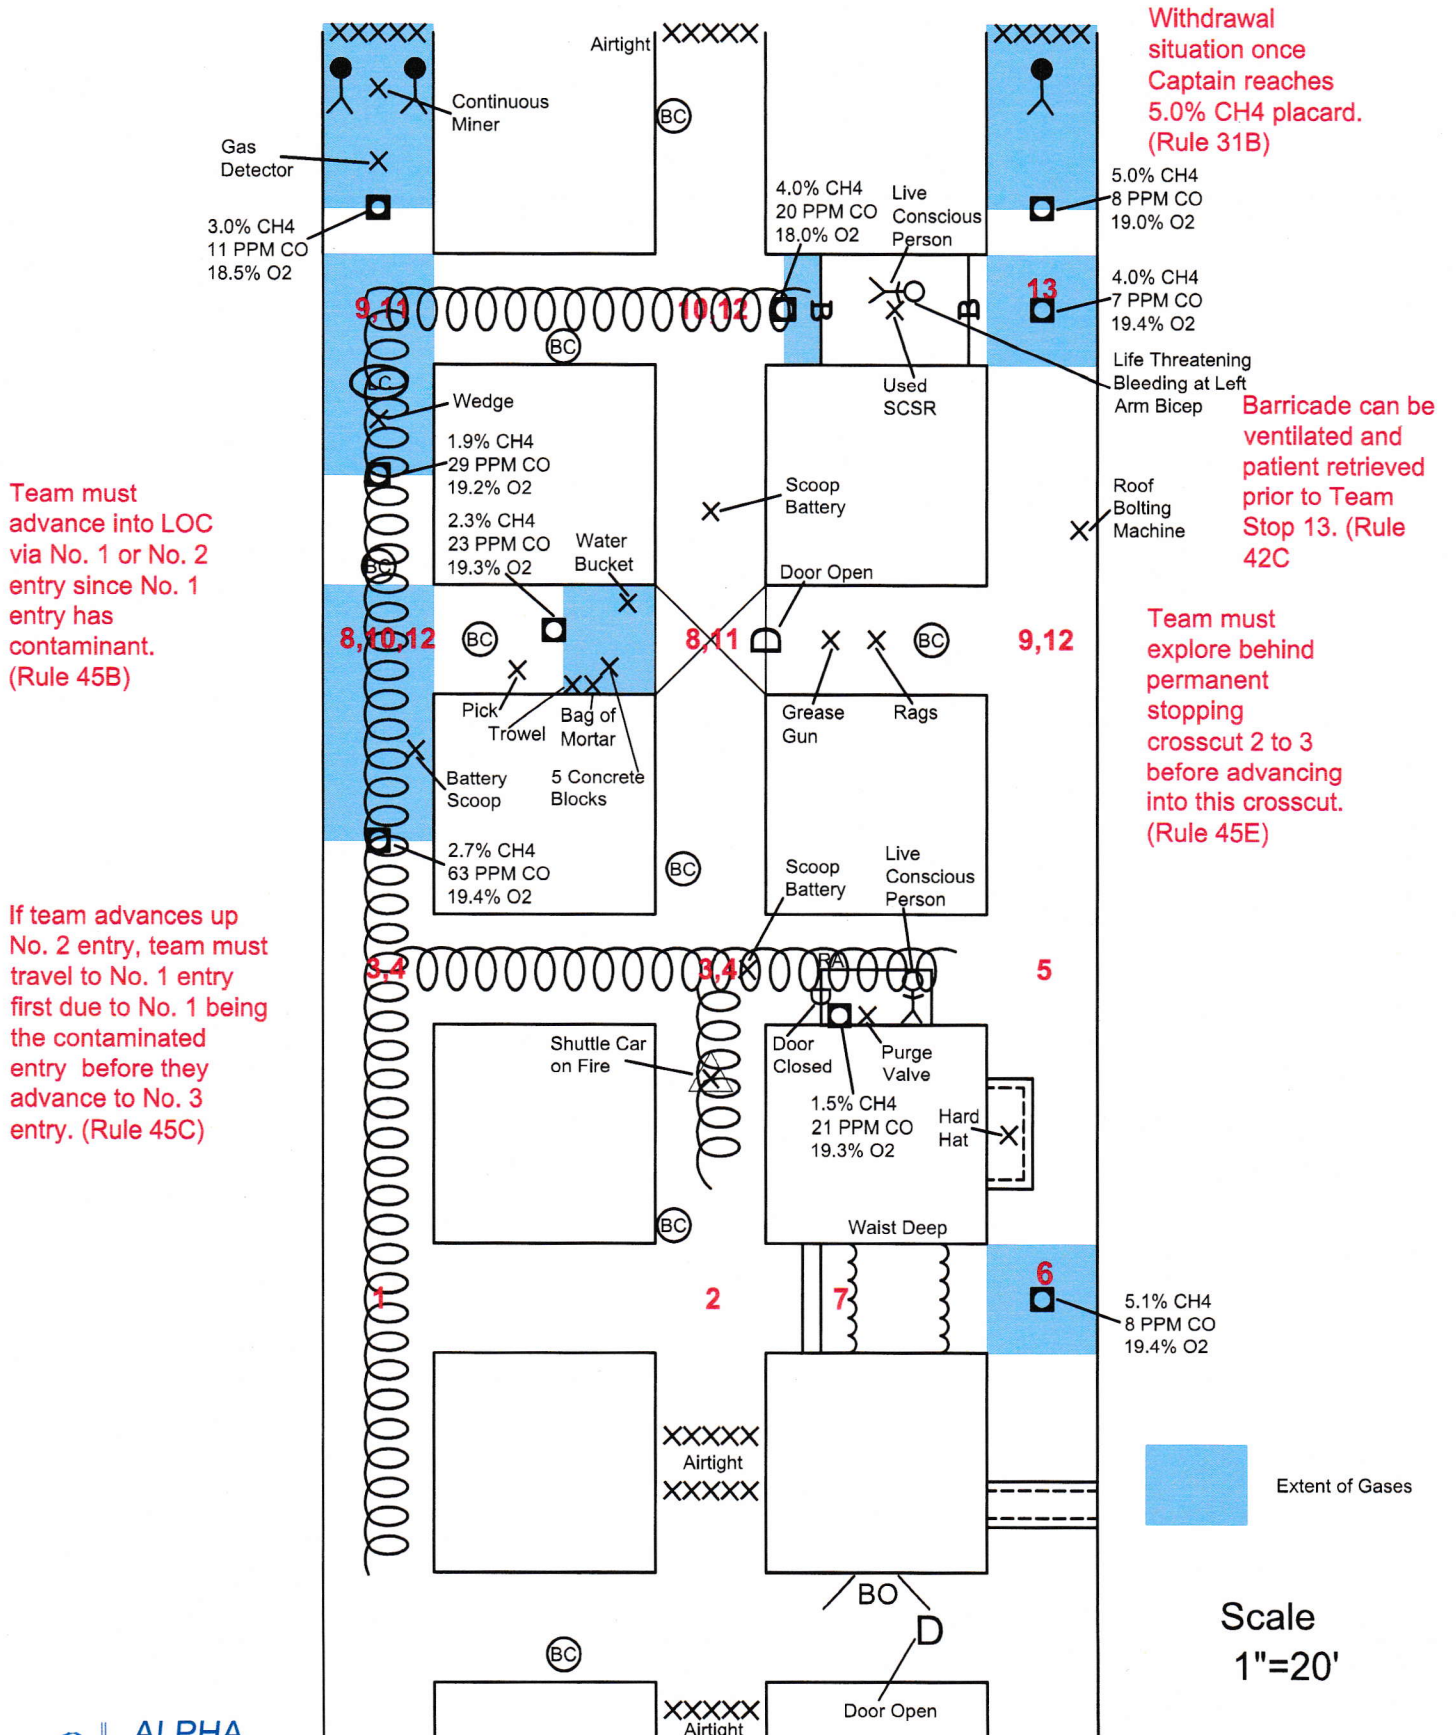 XXXXX
Airtight
XXXXX
XXXXX
Withdrawal
situation once
Captain reaches
5.0% CH4 placard.
(Rule 31B)
Continuous
Miner
BC
Gas
Detector
3.0% CH4
11 PPM CO
18.5% O2
4.0% CH4
20 PPM CO
18.0% O2
Live
Conscious
Person
5.0% CH4
8 PPM CO
19.0% O2
9,11
10,12
B
B
13
4.0% CH4
7 PPM CO
19.4% O2
BC
Used
SCSR
Life Threatening
Bleeding at Left
Arm Bicep
Wedge
1.9% CH4
29 PPM CO
19.2% O2
Barricade can be
ventilated and
patient retrieved
prior to Team
Stop 13. (Rule
42C
Team must
advance into LOC
via No. 1 or No. 2
entry since No. 1
entry has
contaminant.
(Rule 45B)
Scoop
Battery
Roof
Bolting
Machine
2.3% CH4
23 PPM CO
19.3% O2
Water
Bucket
BC
Door Open
8,10,12
BC
8,11
D
BC
9,12
Team must
explore behind
permanent
stopping
crosscut 2 to 3
before advancing
into this crosscut.
(Rule 45E)
Pick
Trowel
Bag of
Mortar
Grease
Gun
Rags
Battery
Scoop
5 Concrete
Blocks
2.7% CH4
63 PPM CO
19.4% O2
BC
Scoop
Battery
Live
Conscious
Person
If team advances up
No. 2 entry, team must
travel to No. 1 entry
first due to No. 1 being
the contaminated
entry before they
advance to No. 3
entry. (Rule 45C)
3,4
3,4
RA
5
Shuttle Car
on Fire
Door
Closed
Purge
Valve
1.5% CH4
21 PPM CO
19.3% O2
Hard
Hat
BC
Waist Deep
1
2
7
6
5.1% CH4
8 PPM CO
19.4% O2
XXXXX
Airtight
XXXXX
Extent of Gases
BO
D
Scale
1"=20'
BC
XXXXX
Airtight
Door Open
ALPHA